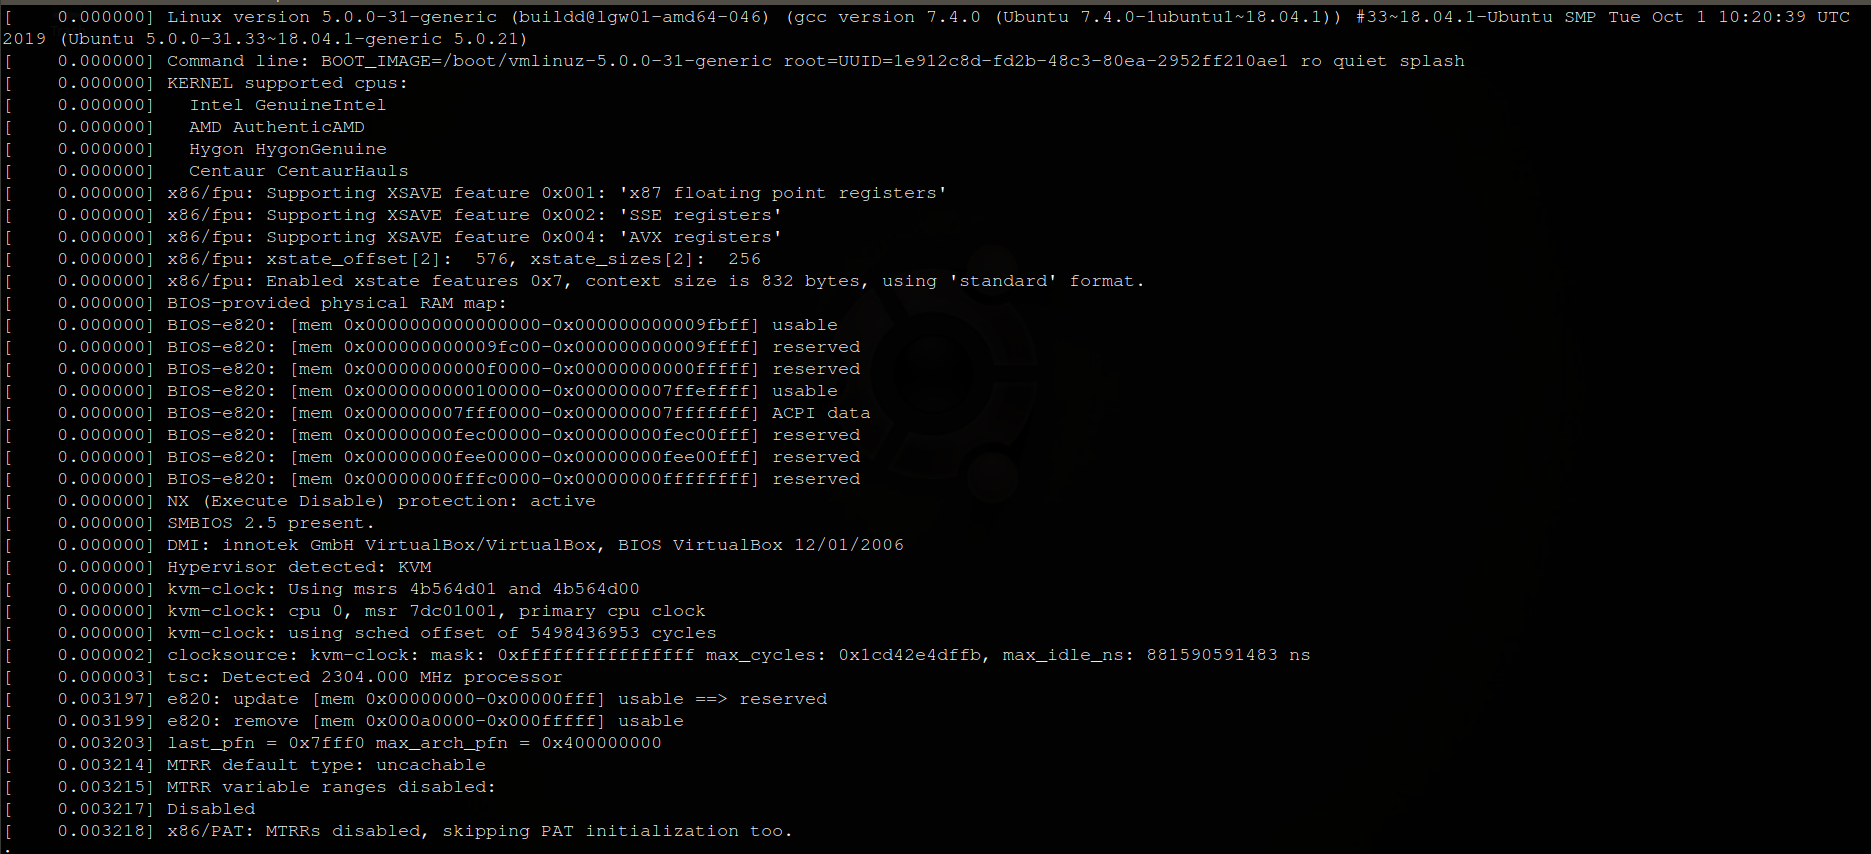 [    0.000000] Linux version 5.0.0-31-generic (buildd@lgw01-amd64-046) (gcc version 7.4.0 (Ubuntu 7.4.0-1ubuntu1~18.04.1)) #33~18.04.1-Ubuntu SMP Tue Oct 1 10:20:39 UTC
2019 (Ubuntu 5.0.0-31.33~18.04.1-generic 5.0.21)
[    0.000000] Command line: BOOT_IMAGE=/boot/vmlinuz-5.0.0-31-generic root=UUID=1e912c8d-fd2b-48c3-80ea-2952ff210ae1 ro quiet splash
[    0.000000] KERNEL supported cpus:
[    0.000000]   Intel GenuineIntel
[    0.000000]   AMD AuthenticAMD
[    0.000000]   Hygon HygonGenuine
[    0.000000]   Centaur CentaurHauls
[    0.000000] x86/fpu: Supporting XSAVE feature 0x001: 'x87 floating point registers'
[    0.000000] x86/fpu: Supporting XSAVE feature 0x002: 'SSE registers'
[    0.000000] x86/fpu: Supporting XSAVE feature 0x004: 'AVX registers'
[    0.000000] x86/fpu: xstate_offset[2]:  576, xstate_sizes[2]:  256
[    0.000000] x86/fpu: Enabled xstate features 0x7, context size is 832 bytes, using 'standard' format.
[    0.000000] BIOS-provided physical RAM map:
[    0.000000] BIOS-e820: [mem 0x0000000000000000-0x000000000009fbff] usable
[    0.000000] BIOS-e820: [mem 0x000000000009fc00-0x000000000009ffff] reserved
[    0.000000] BIOS-e820: [mem 0x00000000000f0000-0x00000000000fffff] reserved
[    0.000000] BIOS-e820: [mem 0x0000000000100000-0x000000007ffeffff] usable
[    0.000000] BIOS-e820: [mem 0x000000007fff0000-0x000000007fffffff] ACPI data
[    0.000000] BIOS-e820: [mem 0x00000000fec00000-0x00000000fec00fff] reserved
[    0.000000] BIOS-e820: [mem 0x00000000fee00000-0x00000000fee00fff] reserved
[    0.000000] BIOS-e820: [mem 0x00000000fffc0000-0x00000000ffffffff] reserved
[    0.000000] NX (Execute Disable) protection: active
[    0.000000] SMBIOS 2.5 present.
[    0.000000] DMI: innotek GmbH VirtualBox/VirtualBox, BIOS VirtualBox 12/01/2006
[    0.000000] Hypervisor detected: KVM
[    0.000000] kvm-clock: Using msrs 4b564d01 and 4b564d00
[    0.000000] kvm-clock: cpu 0, msr 7dc01001, primary cpu clock
[    0.000000] kvm-clock: using sched offset of 5498436953 cycles
[    0.000002] clocksource: kvm-clock: mask: 0xffffffffffffffff max_cycles: 0x1cd42e4dffb, max_idle_ns: 881590591483 ns
[    0.000003] tsc: Detected 2304.000 MHz processor
[    0.003197] e820: update [mem 0x00000000-0x00000fff] usable ==> reserved
[    0.003199] e820: remove [mem 0x000a0000-0x000fffff] usable
[    0.003203] last_pfn = 0x7fff0 max_arch_pfn = 0x400000000
[    0.003214] MTRR default type: uncachable
[    0.003215] MTRR variable ranges disabled:
[    0.003217] Disabled
[    0.003218] x86/PAT: MTRRs disabled, skipping PAT initialization too.